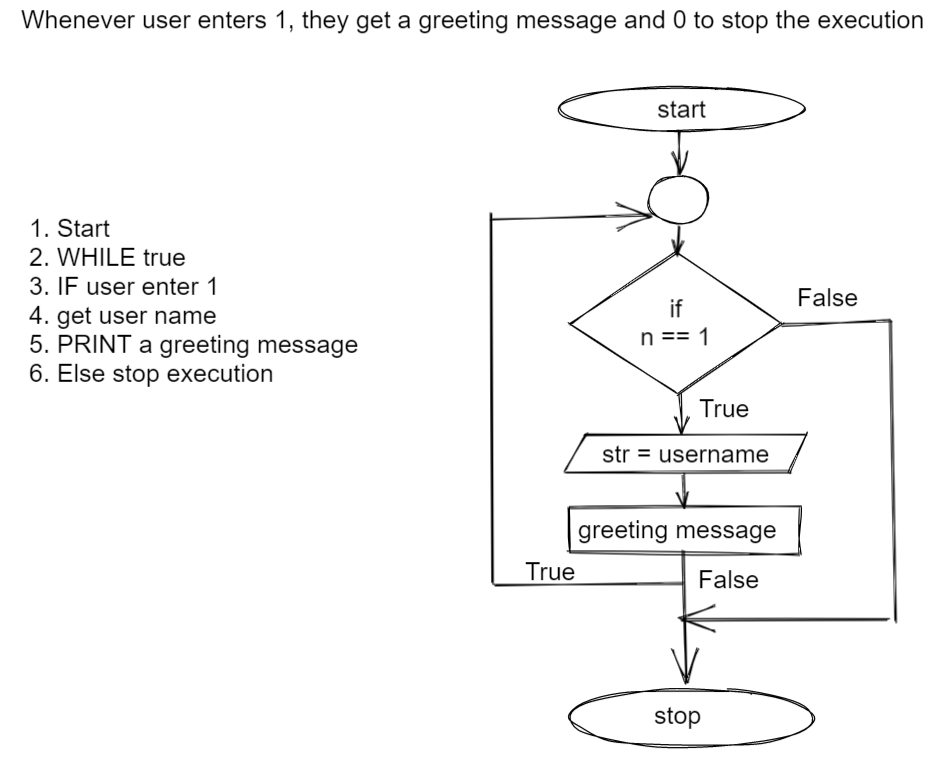 Whenever user enters 1, they get a greeting message and 0 to stop the execution
start
1. Start
2. WHILE true
3. IF user enter 1
4. get user name
5. PRINT a greeting message
6. Else stop execution
if
n == 1
False
True
str = username
greeting message
True
False
stop